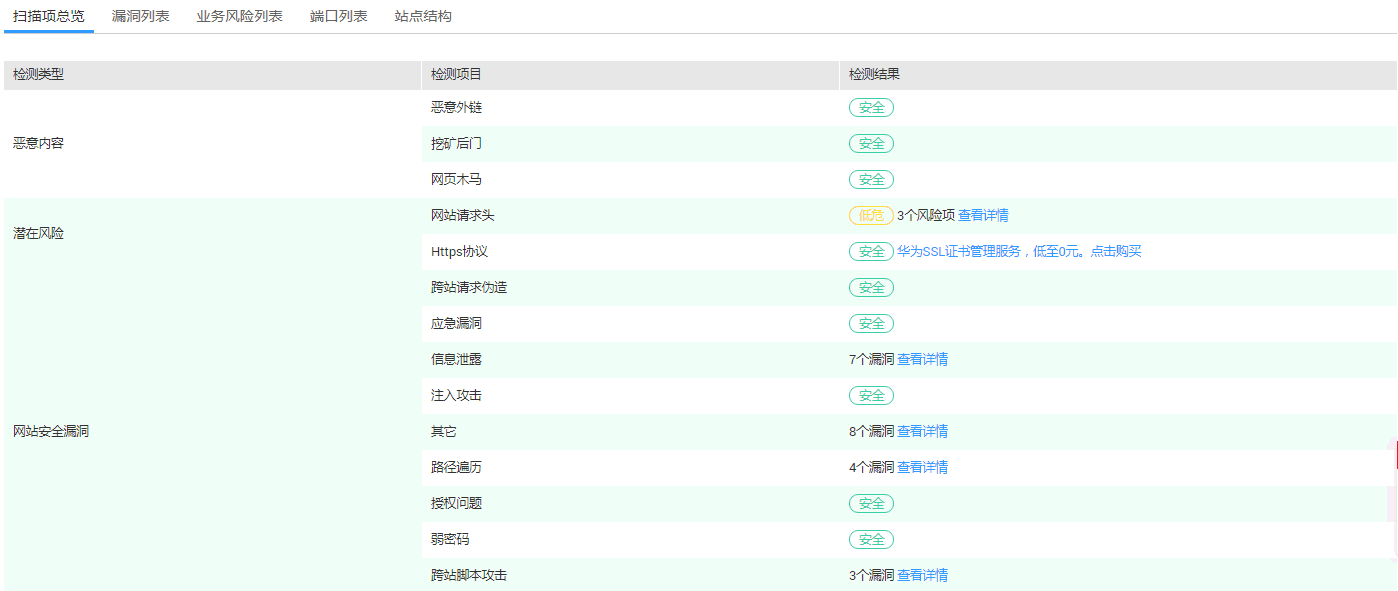 扫描项总览 漏洞列表 业务风险列表 端口列表 站点结构
检测类型 检测项目 检测结果
恶意外链 安全
恶意内容 挖矿后门 安全
网页木马 安全
网站请求头 低危 3个风险项 查看详情
潜在风险
Https协议 安全 华为SSL证书管理服务，低至0元。点击购买
跨站请求伪造 安全
应急漏洞 安全
信息泄露 7个漏洞 查看详情
注入攻击 安全
网站安全漏洞 其它 8个漏洞 查看详情
路径遍历 4个漏洞 查看详情
授权问题 安全
弱密码 安全
跨站脚本攻击 3个漏洞 查看详情